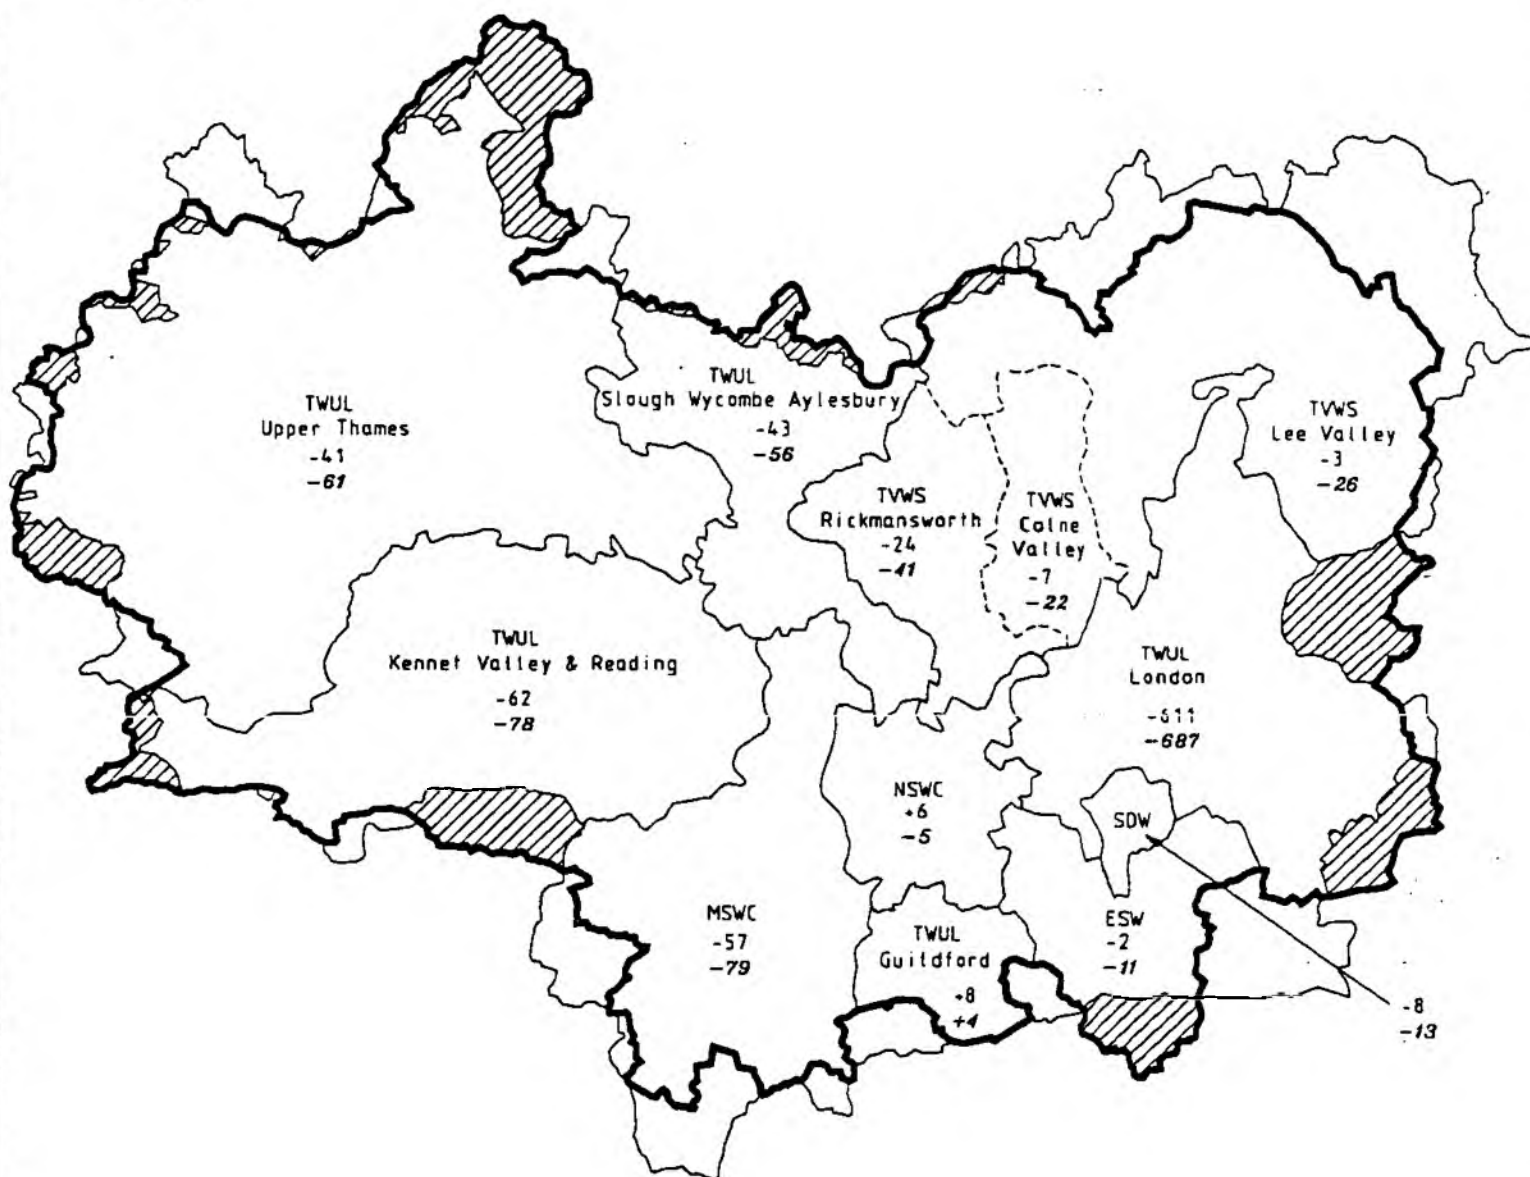 TWUL
Upper Thames
-41
-61
TWUL
Slough Wycombe Aylesbury
-43
-56
TVWS
Rickmansworth
-24
-41
TVWS
Colne
Valley
-7
-22
TVWS
Lee Valley
-3
-26
TWUL
Kennet Valley & Reading
-62
-78
TWUL
London
-611
-687
NSWC
+6
-5
SDW
MSWC
-57
-79
TWUL
Guildford
+8
+4
ESW
-2
-11
-8
-13